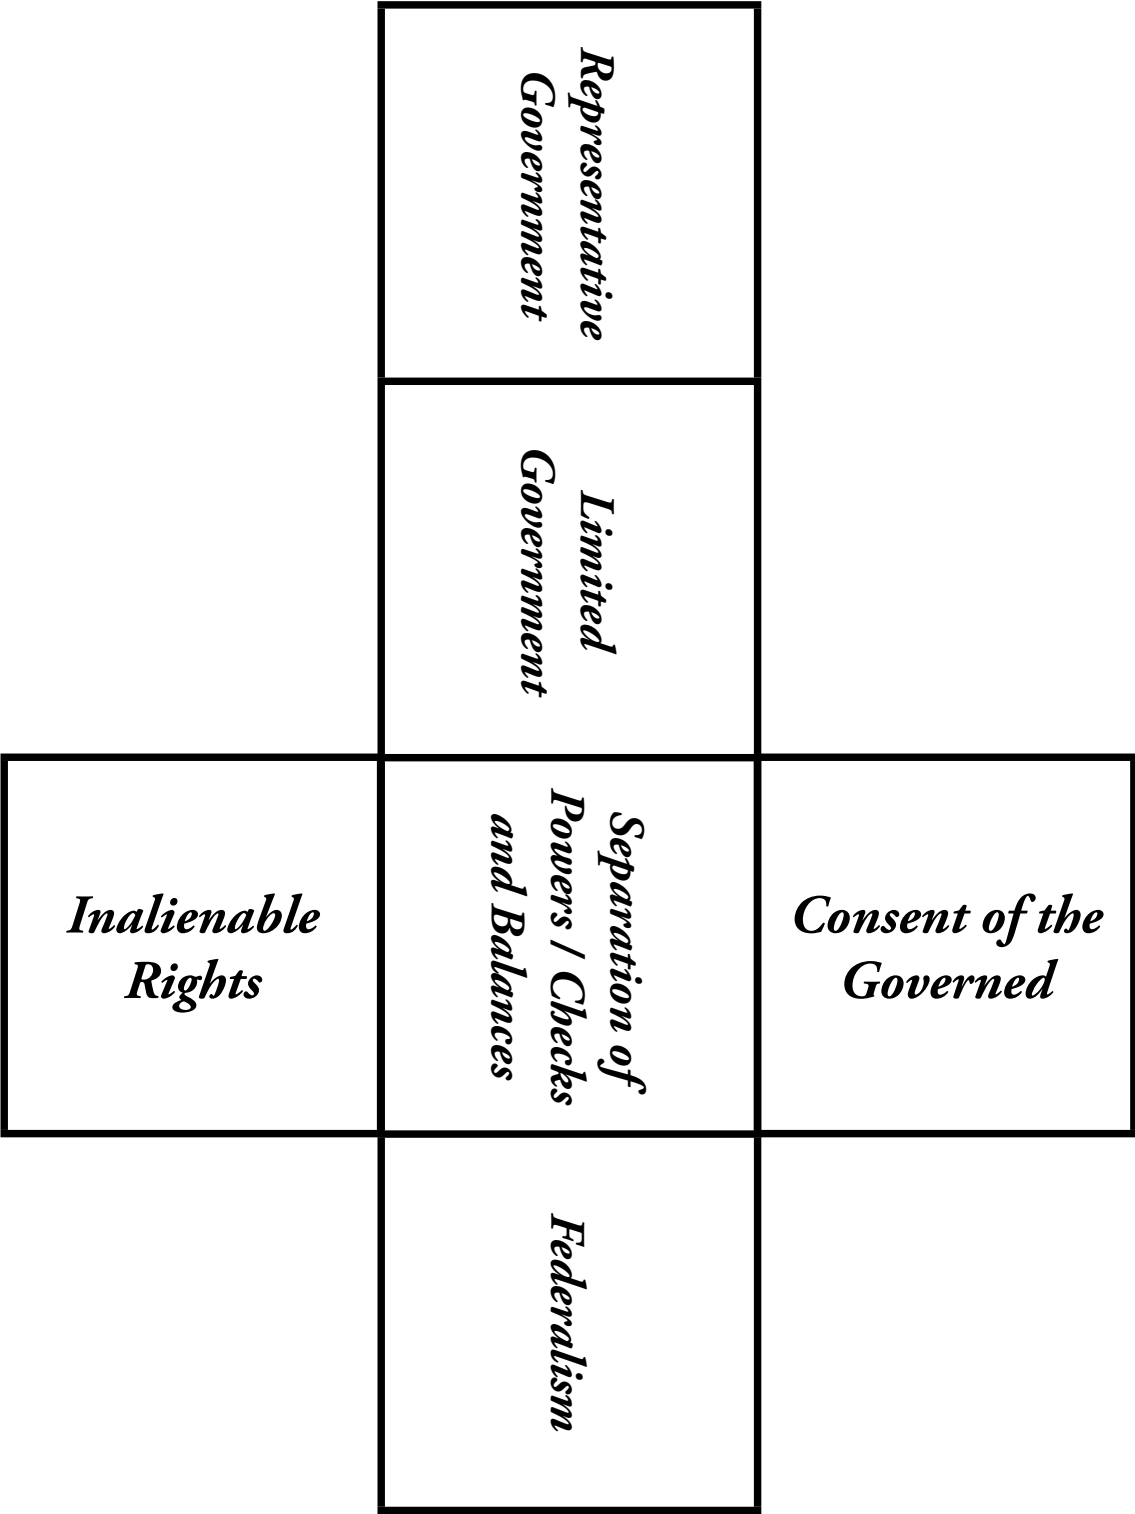 Representative
Government
Limited
Government
Inalienable
Rights
Separation of
Powers / Checks
and Balances
Consent of the
Governed
Federalism